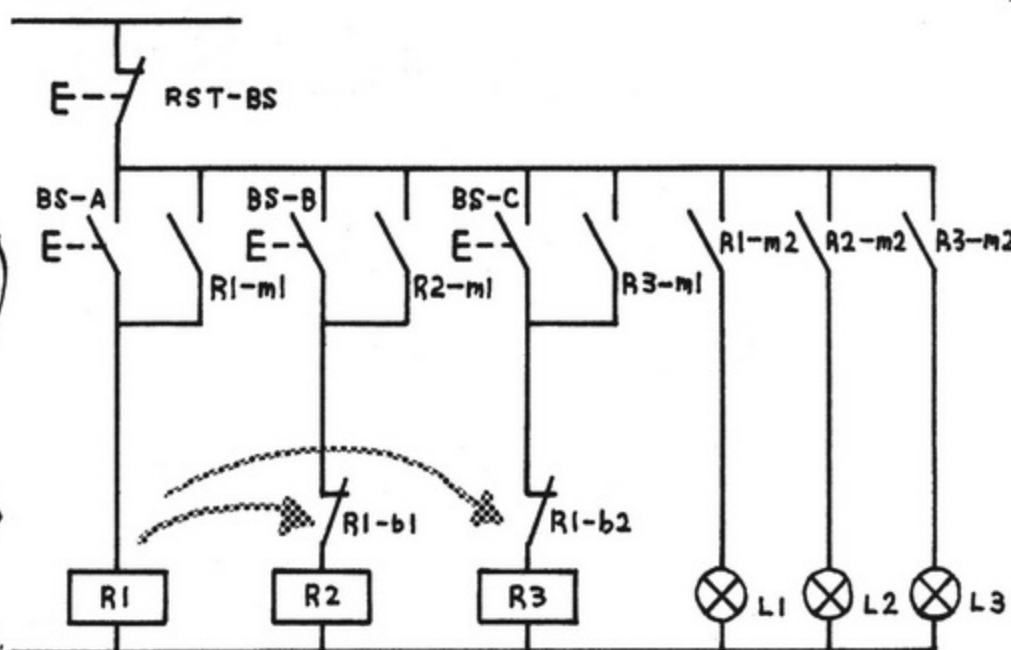 RST-BS
BS-A
BS-B
BS-C
R1-m2
R2-m2
R3-m2
R1-m1
R2-m1
R3-m1
R1-b1
R1-b2
R1
R2
R3
L1
L2
L3